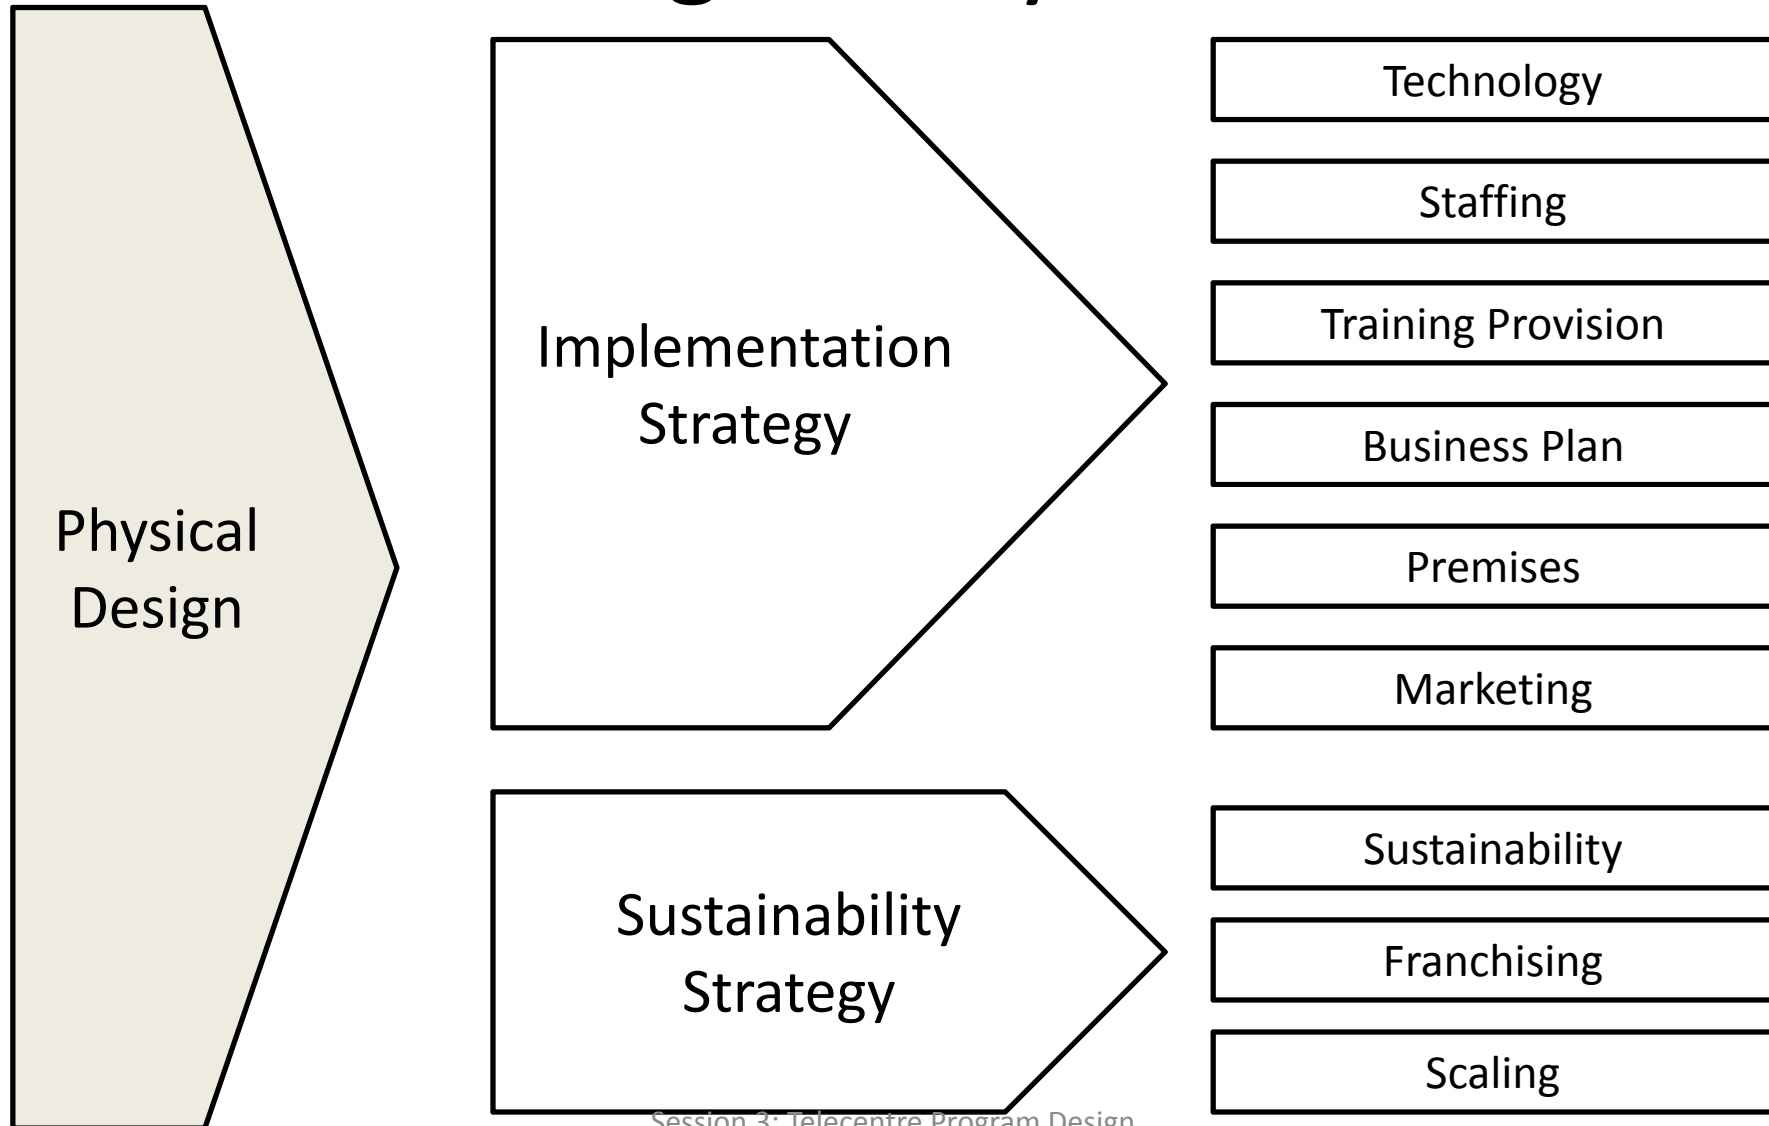 Physical
Design
Implementation
Strategy
Technology
Staffing
Training Provision
Business Plan
Premises
Marketing
Sustainability
Strategy
Sustainability
Franchising
Scaling
Session 3: Telecentre Program Design